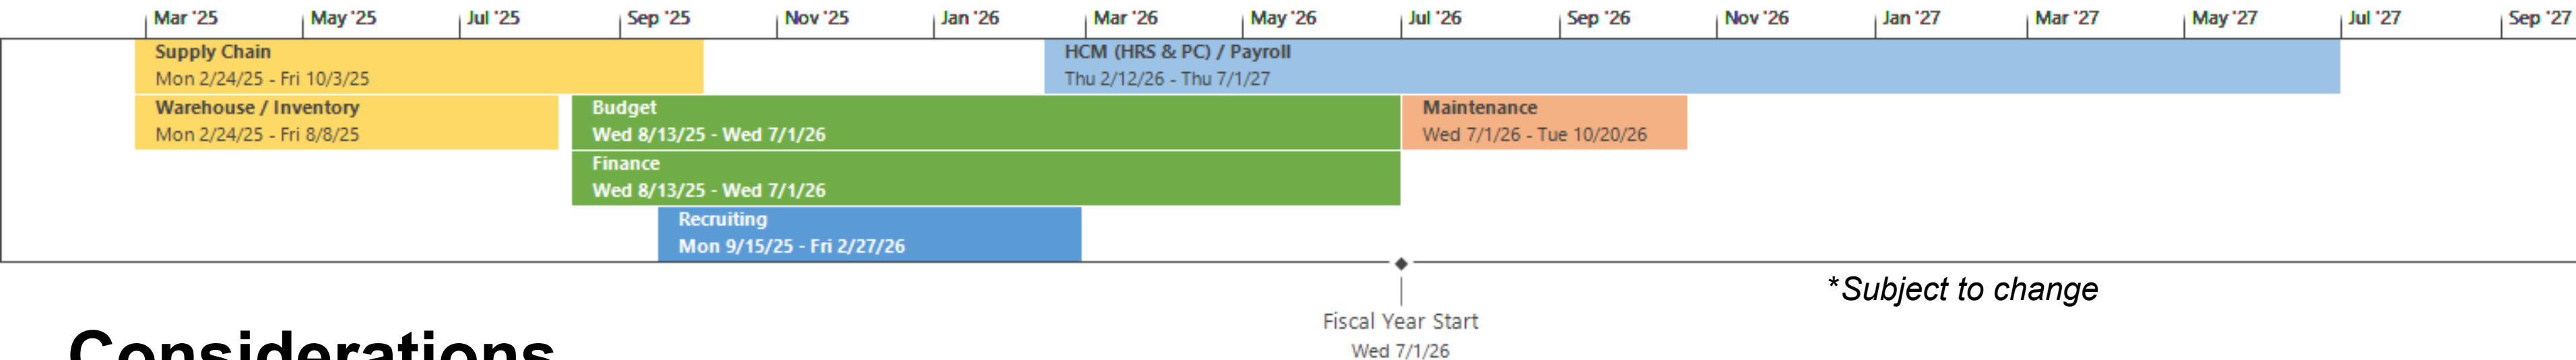 Mar '25 May '25 Jul '25 Sep '25 Nov '25 Jan '26 Mar '26 May '26 Jul '26 Sep '26 Nov '26 Jan '27 Mar '27 May '27 Jul '27 Sep '27
Supply Chain
Mon 2/24/25 - Fri 10/3/25
HCM (HRS & PC) / Payroll
Thu 2/12/26 - Thu 7/1/27
Warehouse / Inventory
Mon 2/24/25 - Fri 8/8/25
Budget
Wed 8/13/25 - Wed 7/1/26
Maintenance
Wed 7/1/26 - Tue 10/20/26
Finance
Wed 8/13/25 - Wed 7/1/26
Recruiting
Mon 9/15/25 - Fri 2/27/26
*Subject to change
Fiscal Year Start
Wed 7/1/26
Considerations